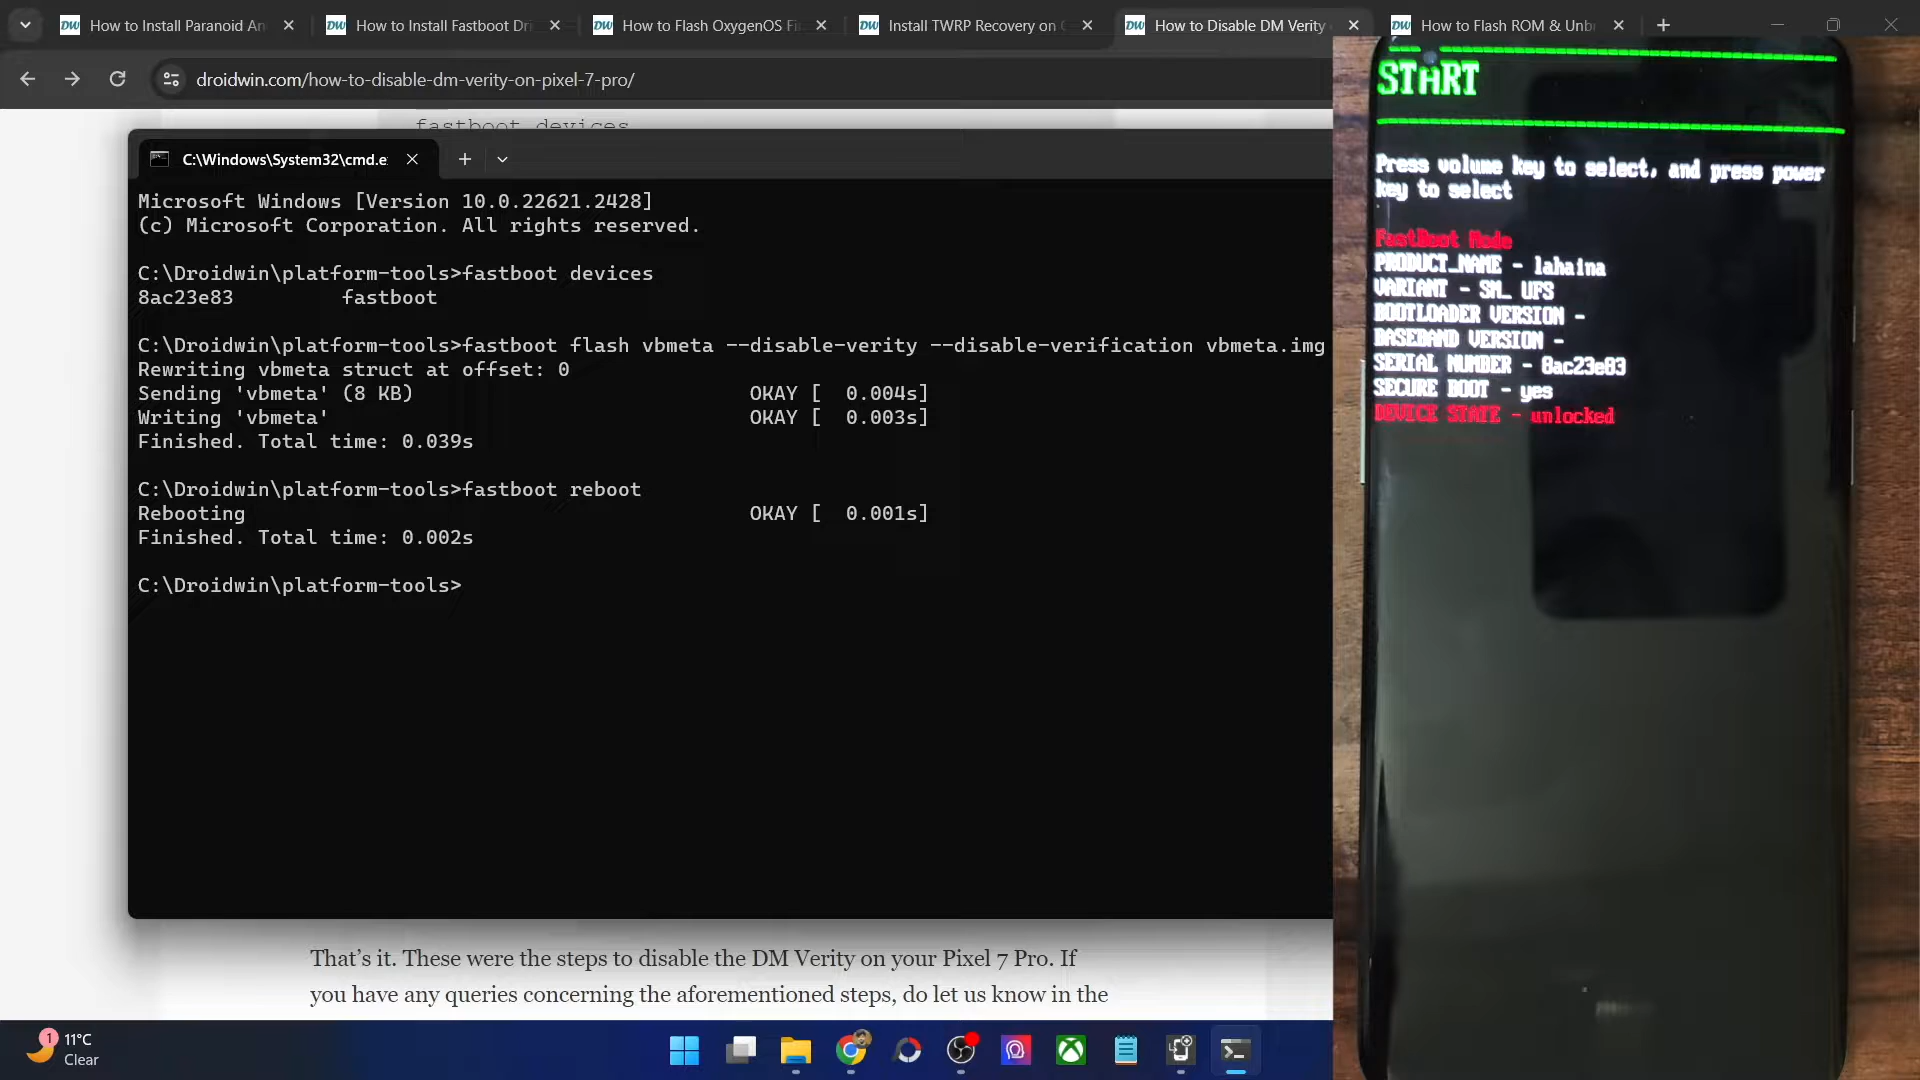 How to Install Paranoid An
How to Install Fastboot Dri
How to Flash OxygenOS Fi
Install TWRP Recovery on
How to Disable DM Verity
How to Flash ROM & Unb
droidwin.com/how-to-disable-dm-verity-on-pixel-7-pro/
fastboot devices
C:\Windows\System32\cmd.e
Microsoft Windows [Version 10.0.22621.2428]
(c) Microsoft Corporation. All rights reserved.
C:\Droidwin\platform-tools>fastboot devices
8ac23e83 fastboot
C:\Droidwin\platform-tools>fastboot flash vbmeta --disable-verity --disable-verification vbmeta.img
Rewriting vbmeta struct at offset: 0
Sending 'vbmeta' (8 KB) OKAY [ 0.004s]
Writing 'vbmeta' OKAY [ 0.003s]
Finished. Total time: 0.039s
C:\Droidwin\platform-tools>fastboot reboot
Rebooting OKAY [ 0.001s]
Finished. Total time: 0.002s
C:\Droidwin\platform-tools>
That's it. These were the steps to disable the DM Verity on your Pixel 7 Pro. If
you have any queries concerning the aforementioned steps, do let us know in the
START
Press volume key to select, and press power
key to select
FastBoot Mode
PRODUCT_NAME - lahaina
VARIANT - SM_ UFS
BOOTLOADER VERSION -
BASEBAND VERSION -
SERIAL NUMBER - 8ac23e83
SECURE BOOT - yes
DEVICE STATE - unlocked
1
11°C
Clear